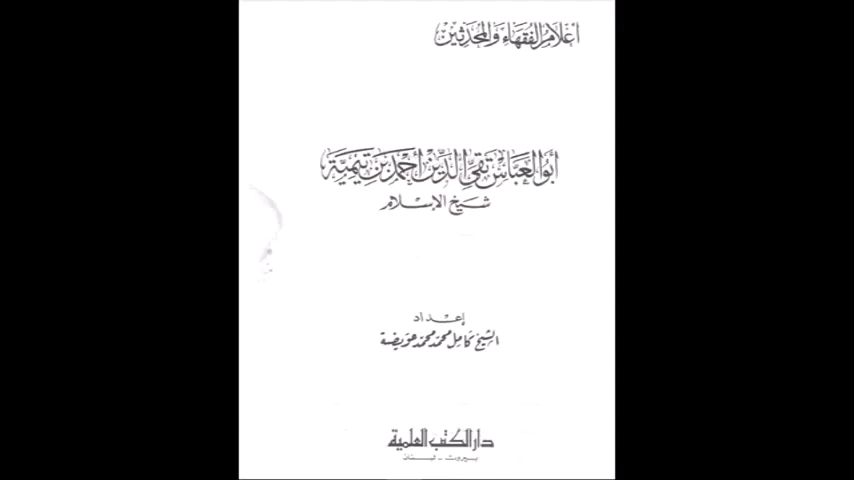 أعلام الفقهاء والمحدثين
أبو العباس تقي الدين أحمد بن تيمية
شيخ الإسلام
إعداد
الشيخ كامل محمد محمد عويضة
دار الكتب العلمية
بيروت - لبنان